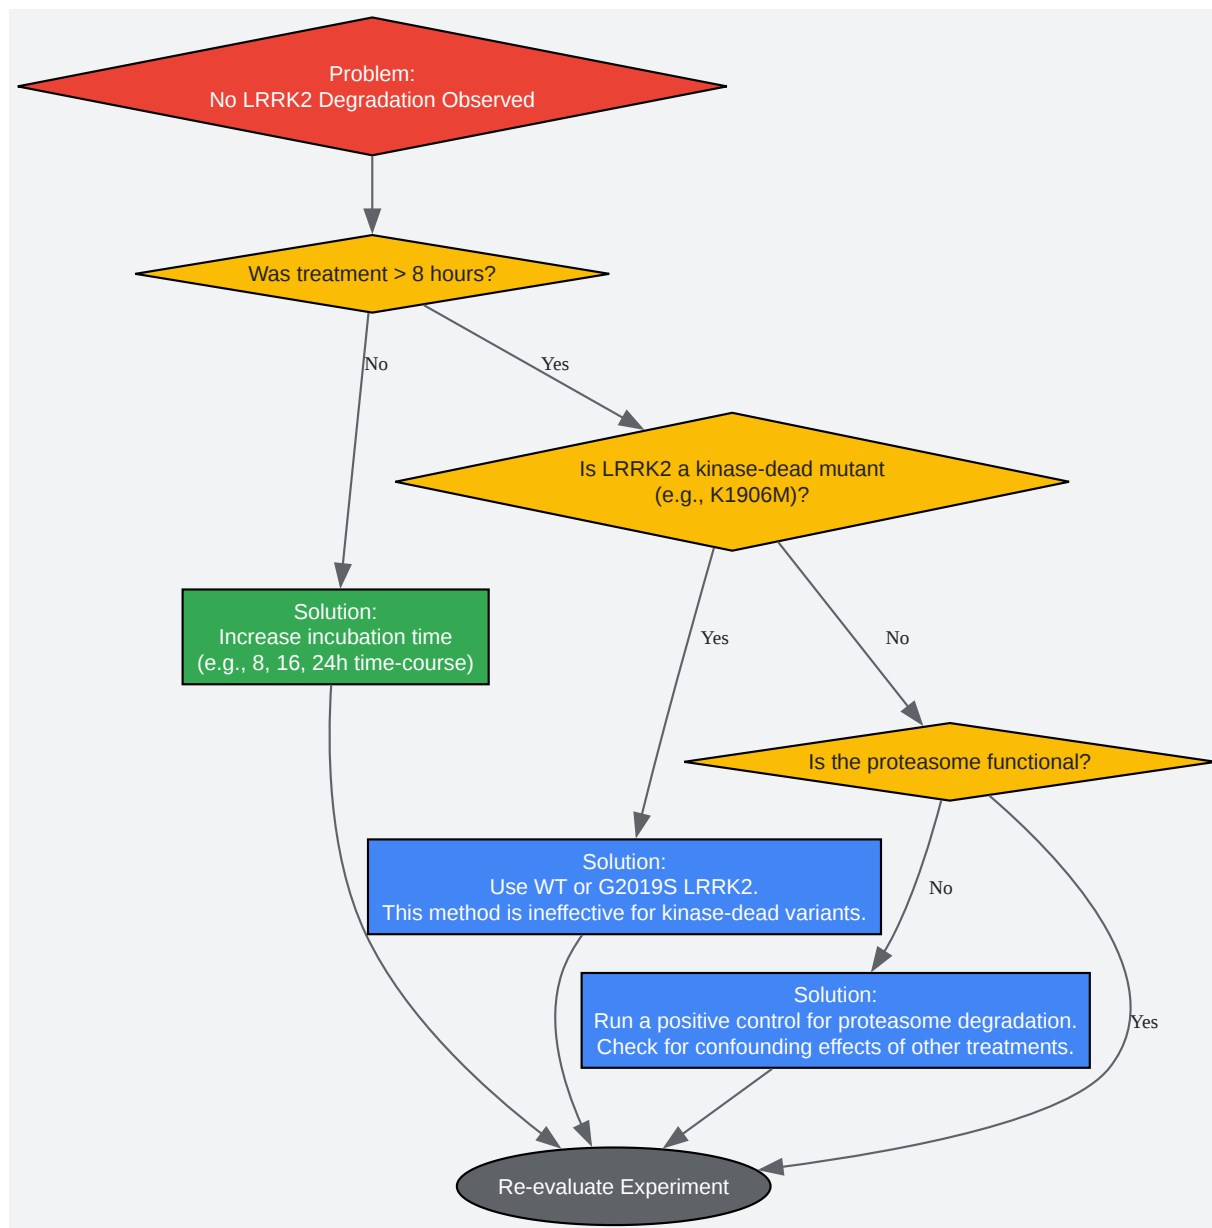 Problem:
No LRRK2 Degradation Observed
Was treatment > 8 hours?
No
Yes
Is LRRK2 a kinase-dead mutant
(e.g., K1906M)?
Solution:
Increase incubation time
(e.g., 8, 16, 24h time-course)
Yes
No
Is the proteasome functional?
Solution:
Use WT or G2019S LRRK2.
This method is ineffective for kinase-dead variants.
No
Solution:
Run a positive control for proteasome degradation.
Check for confounding effects of other treatments.
Yes
Re-evaluate Experiment